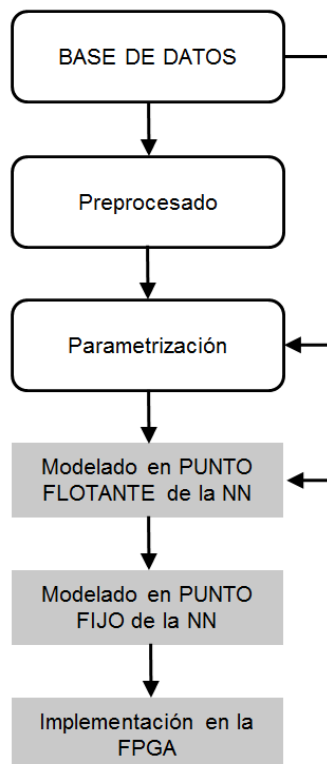 BASE DE DATOS
Preprocesado
Parametrización
Modelado en PUNTO
FLOTANTE de la NN
Modelado en PUNTO
FIJO de la NN
Implementación en la
FPGA